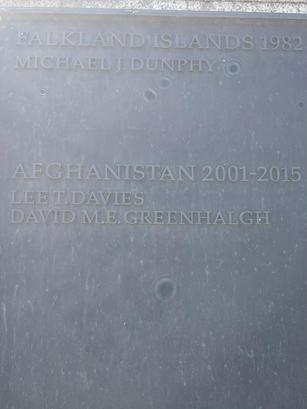 FALKLAND ISLANDS 1982
MICHAEL J. DUNPHY
AFGHANISTAN 2001-2015
LEE T. DAVIES
DAVID M.E. GREENHALGH